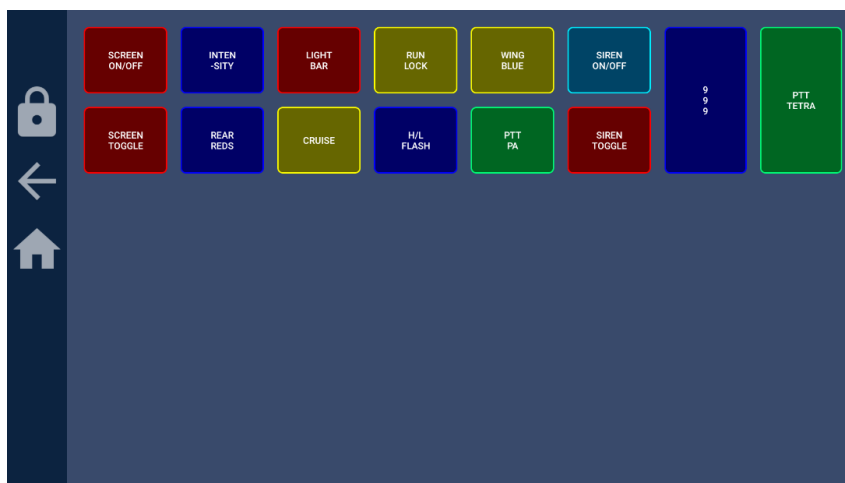 SCREEN
ON/OFF
INTEN
-SITY
LIGHT
BAR
RUN
LOCK
WING
BLUE
SIREN
ON/OFF
9
9
9
PTT
TETRA
SCREEN
TOGGLE
REAR
REDS
CRUISE
H/L
FLASH
PTT
PA
SIREN
TOGGLE